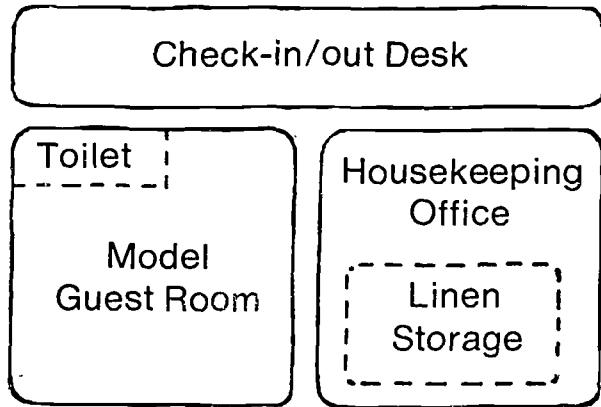 Check-in/out Desk
Toilet
Model
Guest Room
Housekeeping
Office
Linen
Storage